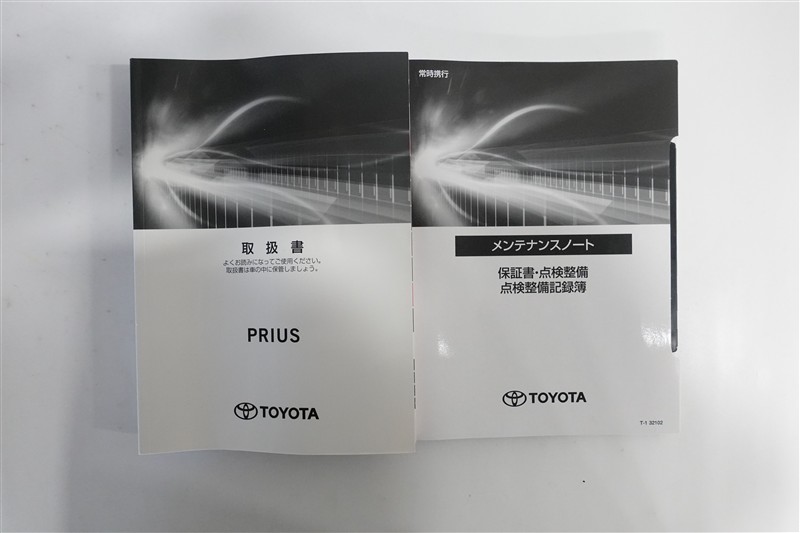 取扱書
よくお読みになってご使用ください。
取扱書は車の中に保管しましょう。
PRIUS
TOYOTA
常時携行
メンテナンスノート
保証書・点検整備
点検整備記録簿
TOYOTA
T-1 32102